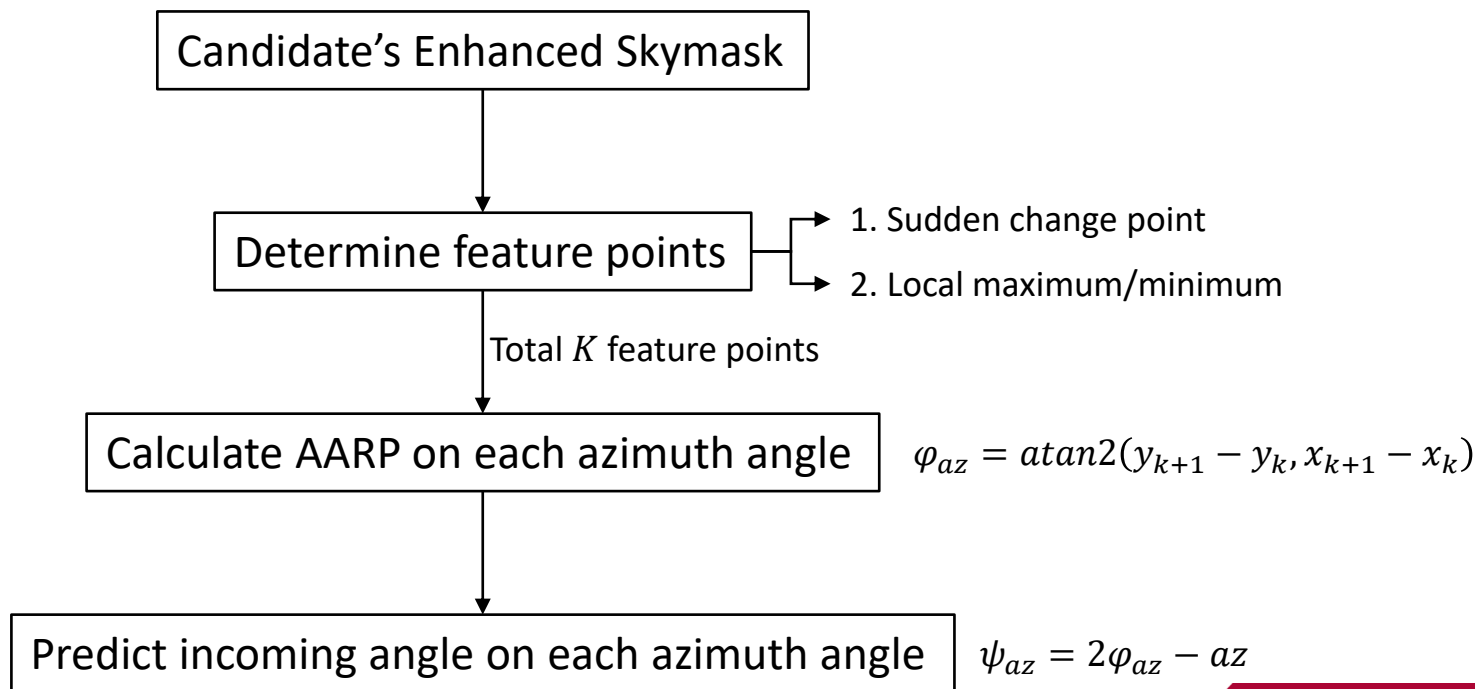 Candidate’s Enhanced Skymask
Determine feature points
1. Sudden change point
2. Local maximum/minimum
Total K feature points
Calculate AARP on each azimuth angle
φ_az = atan2(y_{k+1} − y_k, x_{k+1} − x_k)
Predict incoming angle on each azimuth angle
ψ_az = 2φ_az − az